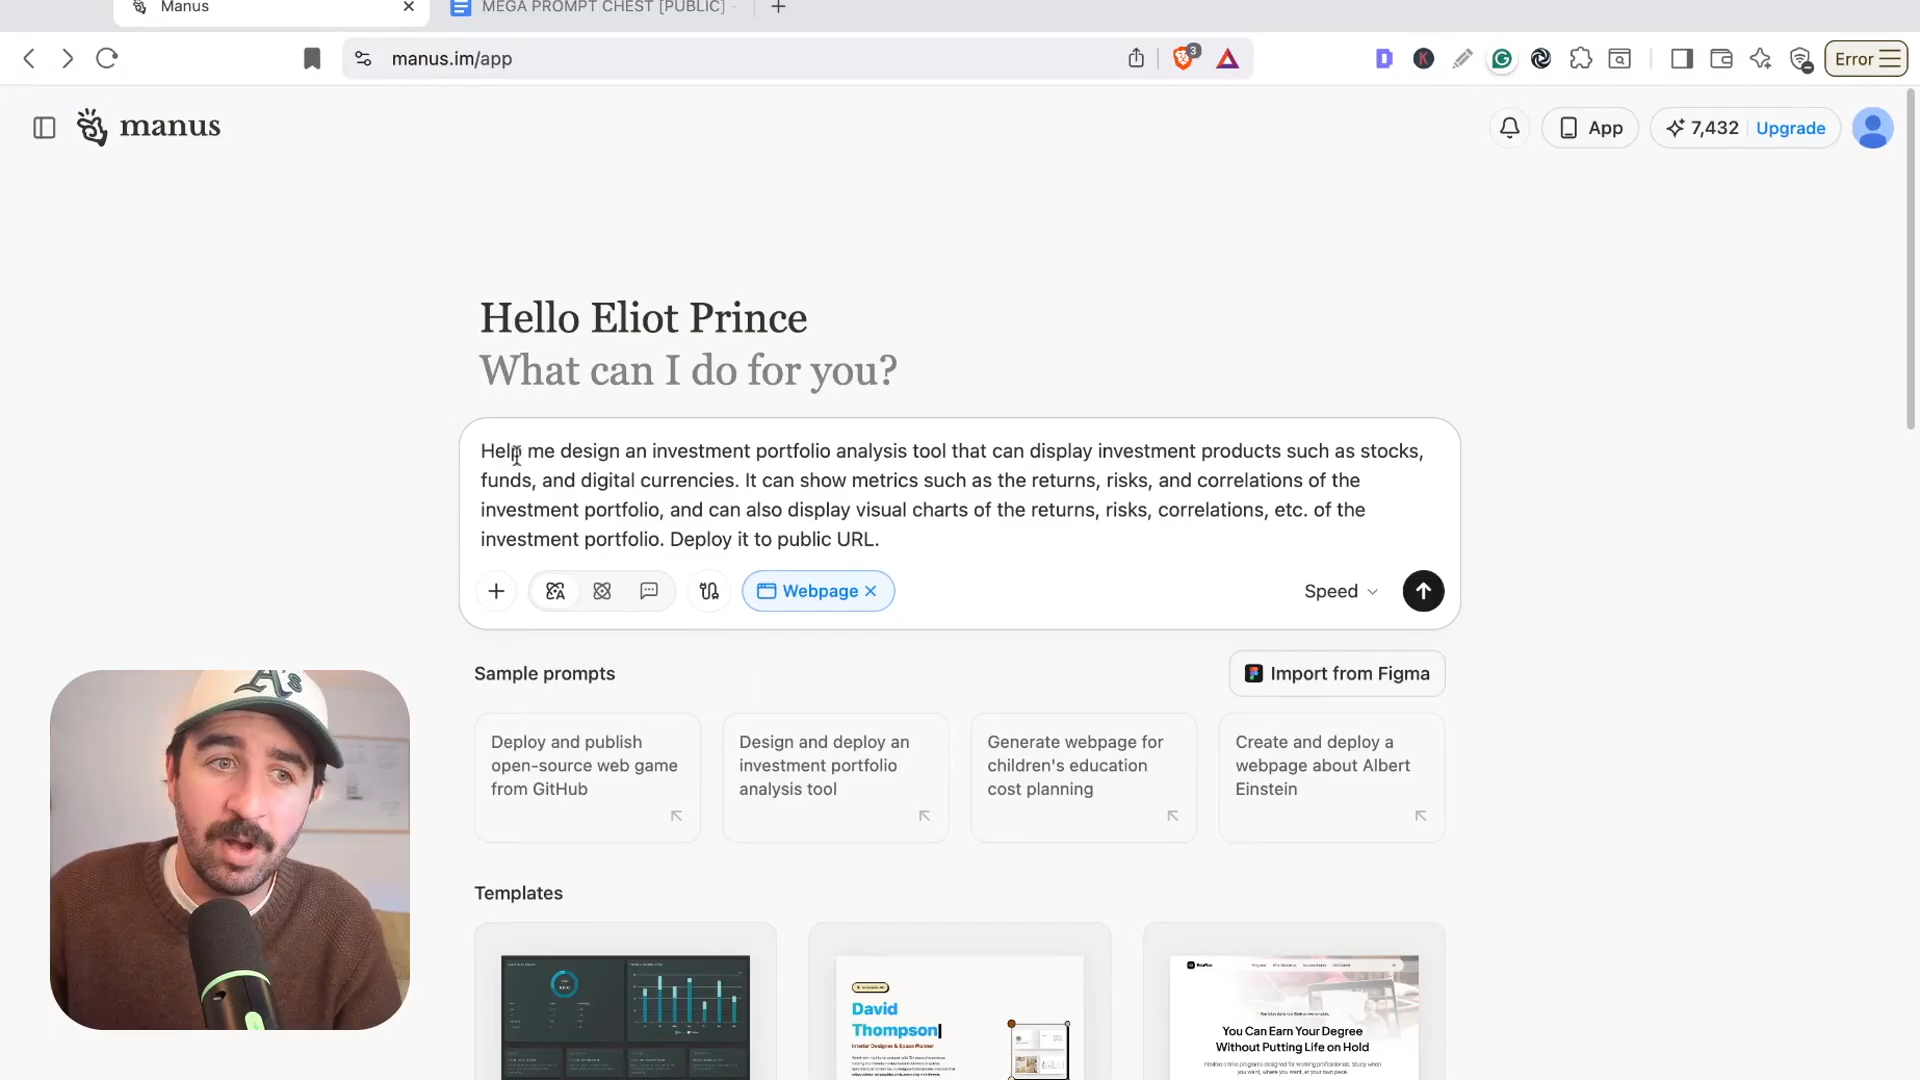 Manus
MEGA PROMPT CHEST [PUBLIC] -
manus.im/app
3
Error
manus
App
7,432
Upgrade
Hello Eliot Prince
What can I do for you?
Help me design an investment portfolio analysis tool that can display investment products such as stocks,
funds, and digital currencies. It can show metrics such as the returns, risks, and correlations of the
investment portfolio, and can also display visual charts of the returns, risks, correlations, etc. of the
investment portfolio. Deploy it to public URL.
Webpage
Speed
Sample prompts
Import from Figma
Deploy and publish
open-source web game
from GitHub
Design and deploy an
investment portfolio
analysis tool
Generate webpage for
children's education
cost planning
Create and deploy a
webpage about Albert
Einstein
A's
Templates
David
Thompson
Interior Designer & Space Planner
You Can Earn Your Degree
Without Putting Life on Hold